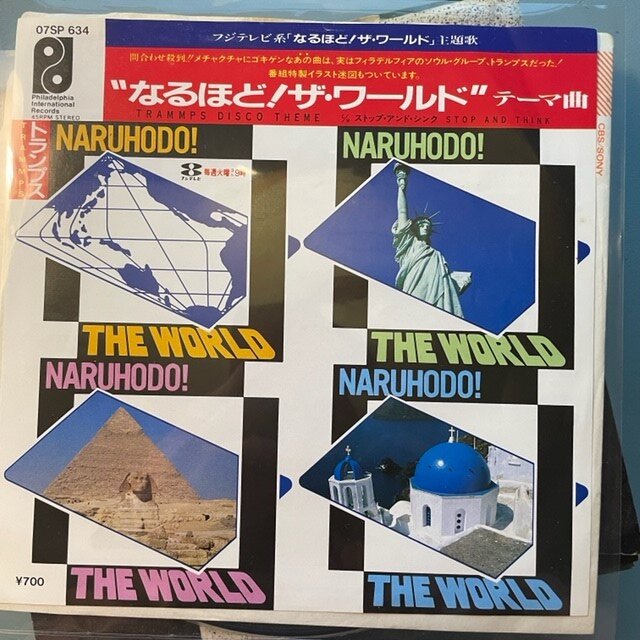 07SP 634
フジテレビ系「なるほど!ザ・ワールド」主題歌
問合わせ殺到!!メチャクチャにゴキゲンなあの曲は、実はフィラデルフィアのソウル・グループ、トランプスだった!
番組特製イラスト迷図もついています。
"なるほど!ザ・ワールド"テーマ曲
TRAMMPS DISCO THEME c/w ストップ・アンド・シンク STOP AND THINK
Philadelphia
International
Records
45RPM STEREO
CBS/SONY
トランプス
TRAMMPS
NARUHODO!
8
フジテレビ
毎週火曜
THE WORLD
NARUHODO!
THE WORLD
NARUHODO!
THE WORLD
NARUHODO!
THE WORLD
¥700